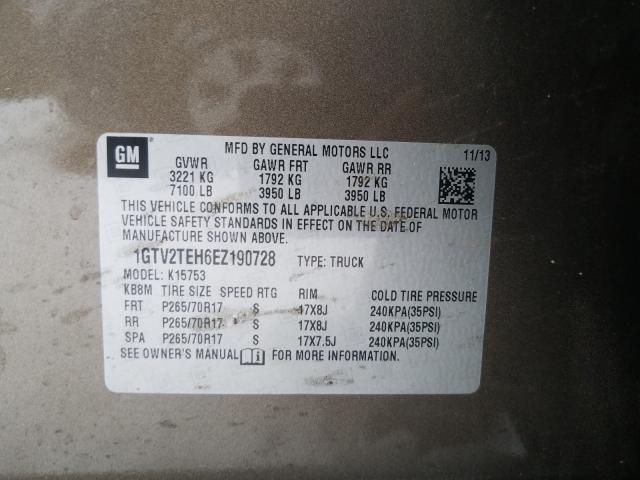 GM
MFD BY GENERAL MOTORS LLC
11/13
GVWR GAWR FRT GAWR RR
3221 KG 1792 KG 1792 KG
7100 LB 3950 LB 3950 LB
THIS VEHICLE CONFORMS TO ALL APPLICABLE U.S. FEDERAL MOTOR
VEHICLE SAFETY STANDARDS IN EFFECT ON THE DATE OF
MANUFACTURE SHOWN ABOVE.
1GTV2TEH6EZ190728 TYPE: TRUCK
MODEL: K15753
KB8M TIRE SIZE SPEED RTG RIM COLD TIRE PRESSURE
FRT P265/70R17 S 17X8J 240KPA(35PSI)
RR P265/70R17 S 17X8J 240KPA(35PSI)
SPA P265/70R17 S 17X7.5J 240KPA(35PSI)
SEE OWNER'S MANUAL i FOR MORE INFORMATION.